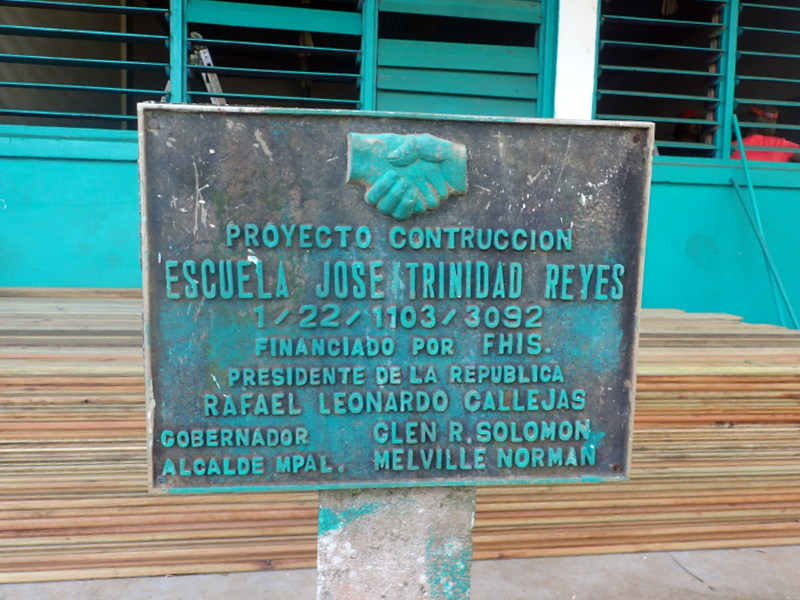 PROYECTO CONTRUCCION
ESCUELA JOSE TRINIDAD REYES
1/22/1103/3092
FINANCIADO POR FHIS.
PRESIDENTE DE LA REPUBLICA
RAFAEL LEONARDO CALLEJAS
GOBERNADOR GLEN R. SOLOMON
ALCALDE MPAL. MELVILLE NORMAN